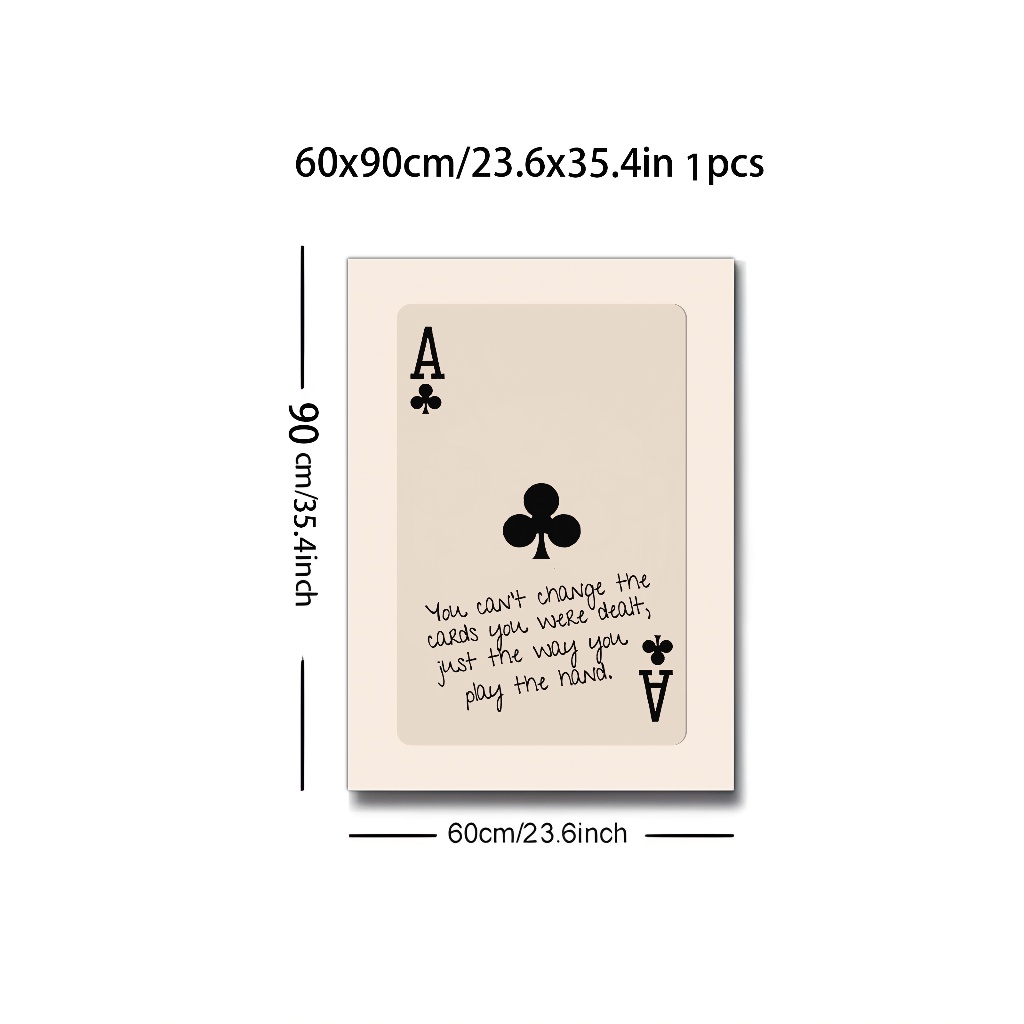 60x90cm/23.6x35.4in 1pcs
90 cm/35.4inch
A
You can't change the
cards you were dealt,
just the way you
play the hand.
A
60cm/23.6inch